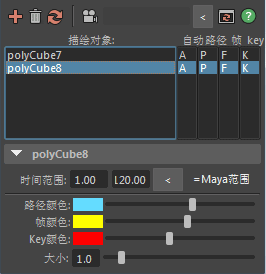 < ?
描绘对象: 自动 路径 帧 key
polyCube7 A P F K
polyCube8 A P F K
polyCube8
时间范围: 1.00 120.00 < =Maya范围
路径颜色:
帧颜色:
Key颜色:
大小: 1.0